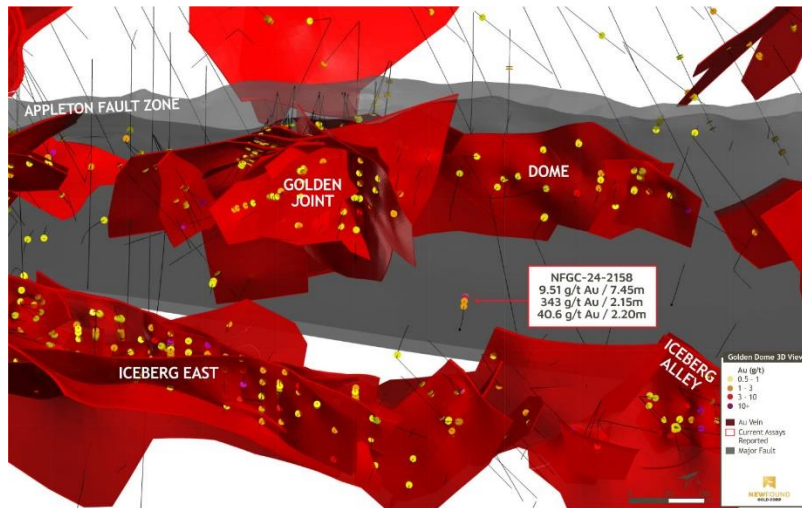 APPLETON FAULT ZONE
GOLDEN
JOINT
DOME
NFGC-24-2158
9.51 g/t Au / 7.45m
343 g/t Au / 2.15m
40.6 g/t Au / 2.20m
ICEBERG EAST
ICEBERG
ALLEY
Golden Dome 3D View
Au (g/t)
0.5 - 1
1 - 3
3 - 10
10+
Au Vein
Current Assays
Reported
Major Fault
NEWFOUND
GOLD CORP